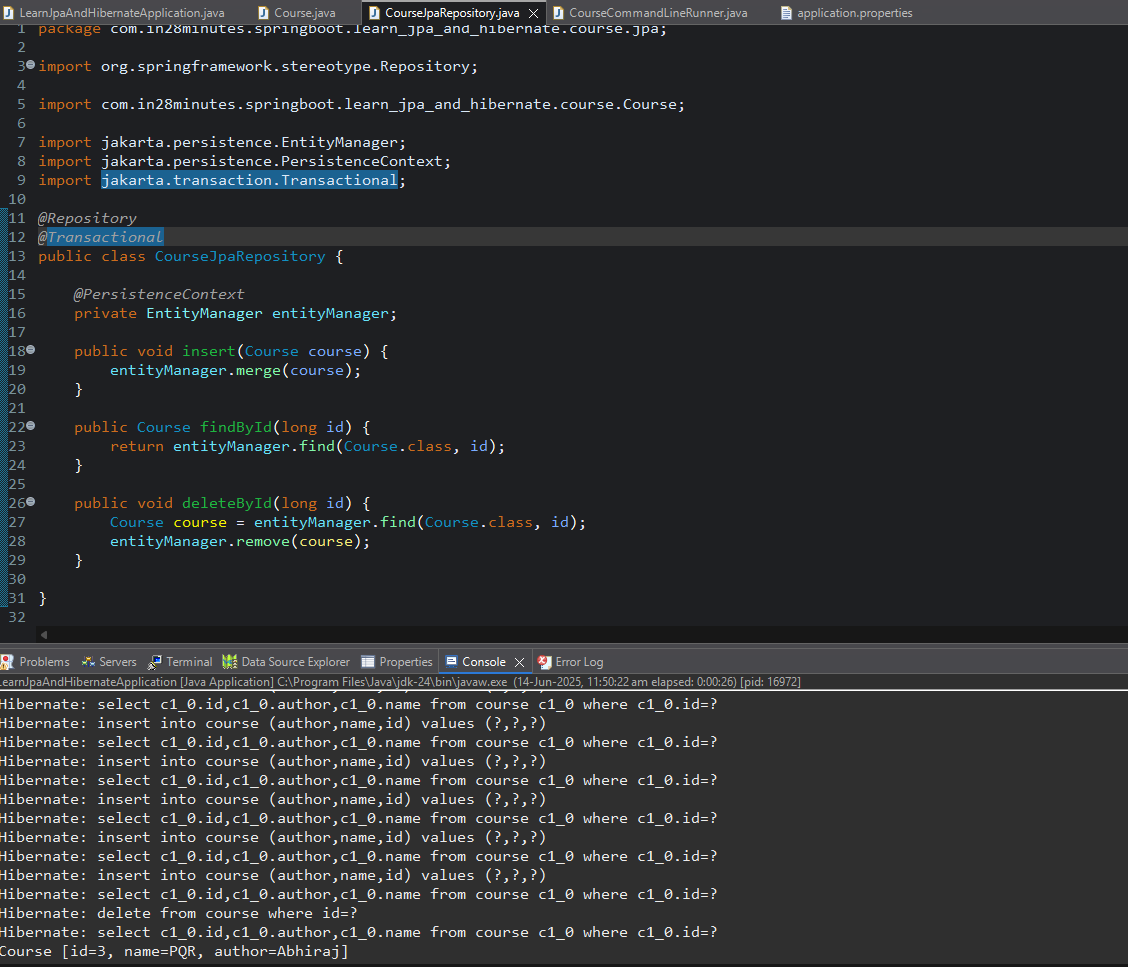 LearnJpaAndHibernateApplication.java Course.java CourseJpaRepository.java CourseCommandLineRunner.java application.properties
1 package com.in28minutes.springboot.learn_jpa_and_hibernate.course.jpa;
2
3 import org.springframework.stereotype.Repository;
4
5 import com.in28minutes.springboot.learn_jpa_and_hibernate.course.Course;
6
7 import jakarta.persistence.EntityManager;
8 import jakarta.persistence.PersistenceContext;
9 import jakarta.transaction.Transactional;
10
11 @Repository
12 @Transactional
13 public class CourseJpaRepository {
14
15 @PersistenceContext
16 private EntityManager entityManager;
17
18 public void insert(Course course) {
19 entityManager.merge(course);
20 }
21
22 public Course findById(long id) {
23 return entityManager.find(Course.class, id);
24 }
25
26 public void deleteById(long id) {
27 Course course = entityManager.find(Course.class, id);
28 entityManager.remove(course);
29 }
30
31 }
32
Problems Servers Terminal Data Source Explorer Properties Console Error Log
LearnJpaAndHibernateApplication [Java Application] C:\Program Files\Java\jdk-24\bin\javaw.exe (14-Jun-2025, 11:50:22 am elapsed: 0:00:26) [pid: 16972]
Hibernate: select c1_0.id,c1_0.author,c1_0.name from course c1_0 where c1_0.id=?
Hibernate: insert into course (author,name,id) values (?,?,?)
Hibernate: select c1_0.id,c1_0.author,c1_0.name from course c1_0 where c1_0.id=?
Hibernate: insert into course (author,name,id) values (?,?,?)
Hibernate: select c1_0.id,c1_0.author,c1_0.name from course c1_0 where c1_0.id=?
Hibernate: insert into course (author,name,id) values (?,?,?)
Hibernate: select c1_0.id,c1_0.author,c1_0.name from course c1_0 where c1_0.id=?
Hibernate: insert into course (author,name,id) values (?,?,?)
Hibernate: select c1_0.id,c1_0.author,c1_0.name from course c1_0 where c1_0.id=?
Hibernate: insert into course (author,name,id) values (?,?,?)
Hibernate: select c1_0.id,c1_0.author,c1_0.name from course c1_0 where c1_0.id=?
Hibernate: delete from course where id=?
Hibernate: select c1_0.id,c1_0.author,c1_0.name from course c1_0 where c1_0.id=?
Course [id=3, name=PQR, author=Abhiraj]